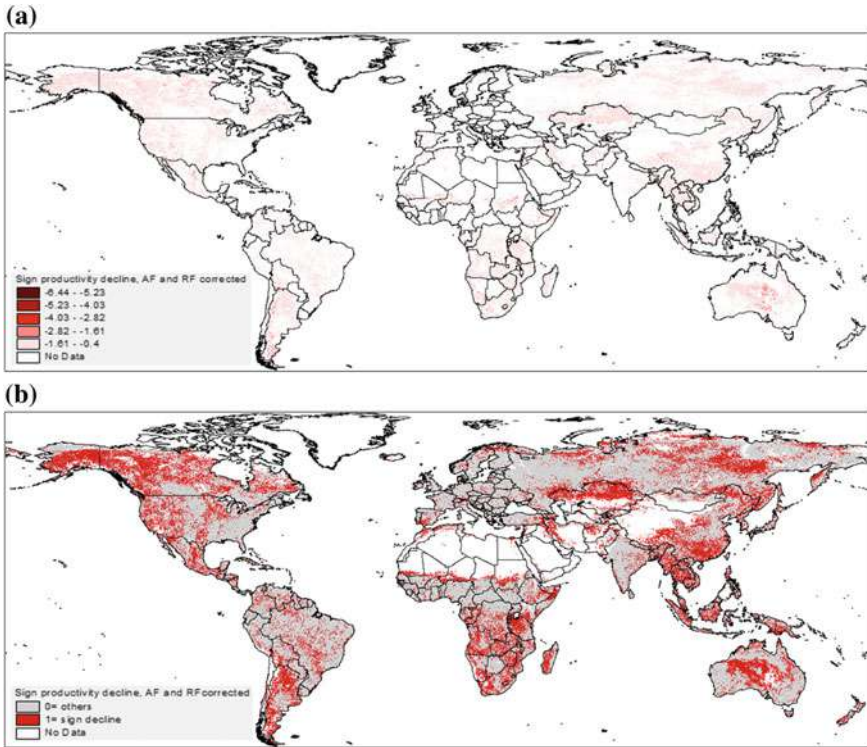 (a)
Sign productivity decline, AF and RF corrected
-6.44 - -5.23
-5.23 - -4.03
-4.03 - -2.82
-2.82 - -1.61
-1.61 - -0.4
No Data
(b)
Sign productivity decline, AF and RFcorrected
0= others
1= sign decline
No Data